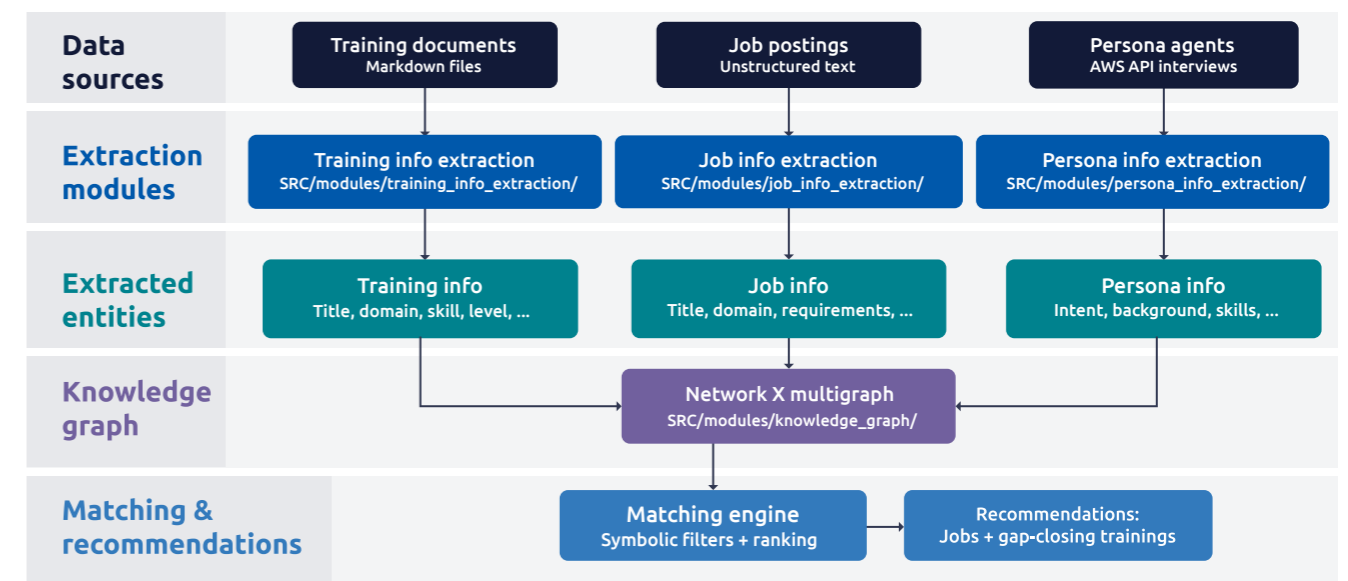 Data
sources
Training documents
Markdown files
Job postings
Unstructured text
Persona agents
AWS API interviews
Extraction
modules
Training info extraction
SRC/modules/training_info_extraction/
Job info extraction
SRC/modules/job_info_extraction/
Persona info extraction
SRC/modules/persona_info_extraction/
Extracted
entities
Training info
Title, domain, skill, level, ...
Job info
Title, domain, requirements, ...
Persona info
Intent, background, skills, ...
Knowledge
graph
Network X multigraph
SRC/modules/knowledge_graph/
Matching &
recommendations
Matching engine
Symbolic filters + ranking
Recommendations:
Jobs + gap-closing trainings